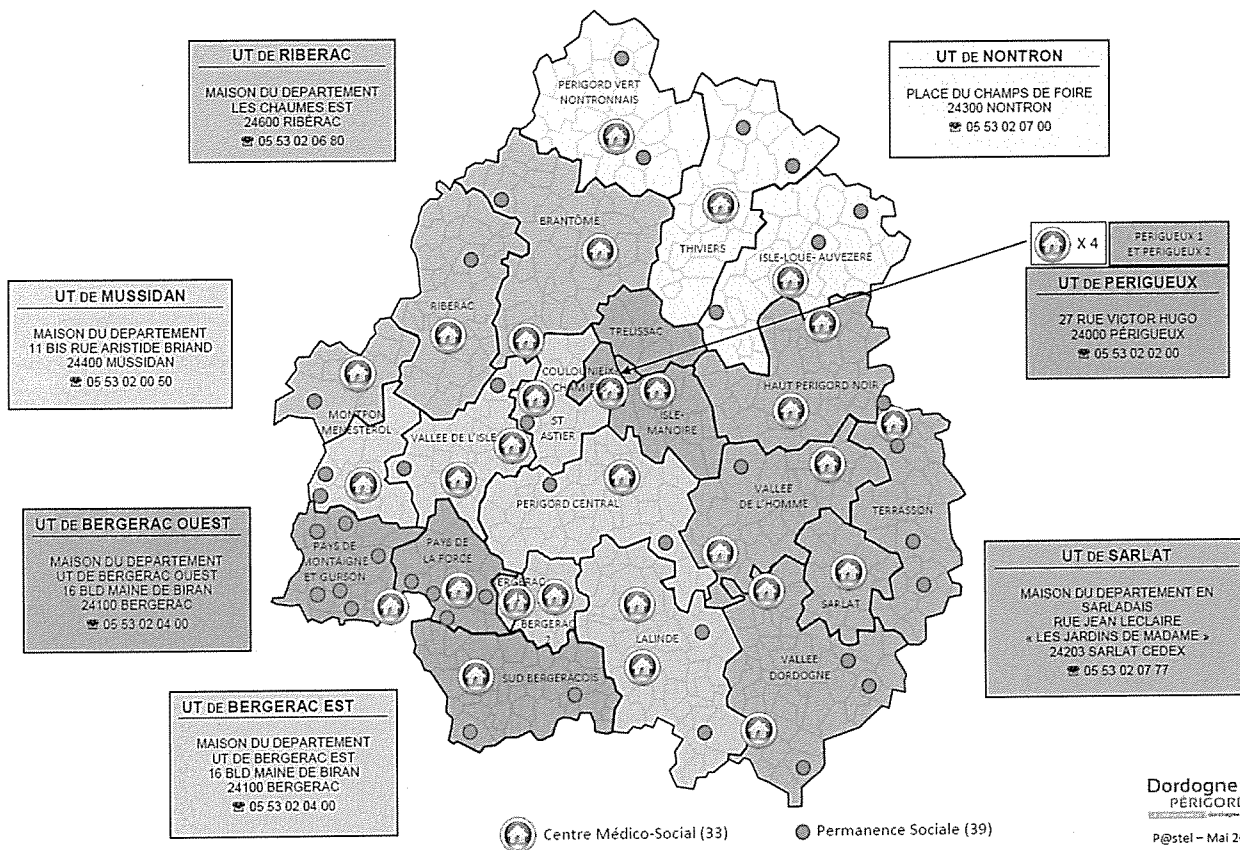 UT DE RIBERAC
MAISON DU DEPARTEMENT
LES CHAUMES EST
24600 RIBÉRAC
☎ 05 53 02 06 80
UT DE NONTRON
PLACE DU CHAMPS DE FOIRE
24300 NONTRON
☎ 05 53 02 07 00
X 4
PERIGUEUX 1
ET PERIGUEUX 2
UT DE PERIGUEUX
27 RUE VICTOR HUGO
24000 PÉRIGUEUX
☎ 05 53 02 02 00
UT DE MUSSIDAN
MAISON DU DEPARTEMENT
11 BIS RUE ARISTIDE BRIAND
24400 MUSSIDAN
☎ 05 53 02 00 50
UT DE BERGERAC OUEST
MAISON DU DEPARTEMENT
UT DE BERGERAC OUEST
16 BLD MAINE DE BIRAN
24100 BERGERAC
☎ 05 53 02 04 00
UT DE SARLAT
MAISON DU DEPARTEMENT EN
SARLADAIS
RUE JEAN LECLAIRE
« LES JARDINS DE MADAME »
24203 SARLAT CEDEX
☎ 05 53 02 07 77
UT DE BERGERAC EST
MAISON DU DEPARTEMENT
UT DE BERGERAC EST
16 BLD MAINE DE BIRAN
24100 BERGERAC
☎ 05 53 02 04 00
PERIGORD VERT
NONTRONNAIS
BRANTÔME
THIVIERS
ISLE-LOUE-AUVEZERE
RIBERAC
TRELISSAC
COULOUNIEIX
CHAMIERS
HAUT PERIGORD NOIR
ISLE-
MANOIRE
ST
ASTIER
MENESTEROL
VALLEE DE L'ISLE
PERIGORD CENTRAL
VALLEE
DE L'HOMME
TERRASSON
PAYS DE
MONTAIGNE
ET GURSON
PAYS DE
LA FORCE
BERGERAC
SARLAT
LALINDE
SUD BERGERACOIS
VALLEE
DORDOGNE
Centre Médico-Social (33)
Permanence Sociale (39)
Dordogne
PÉRIGORD
P@stel – Mai